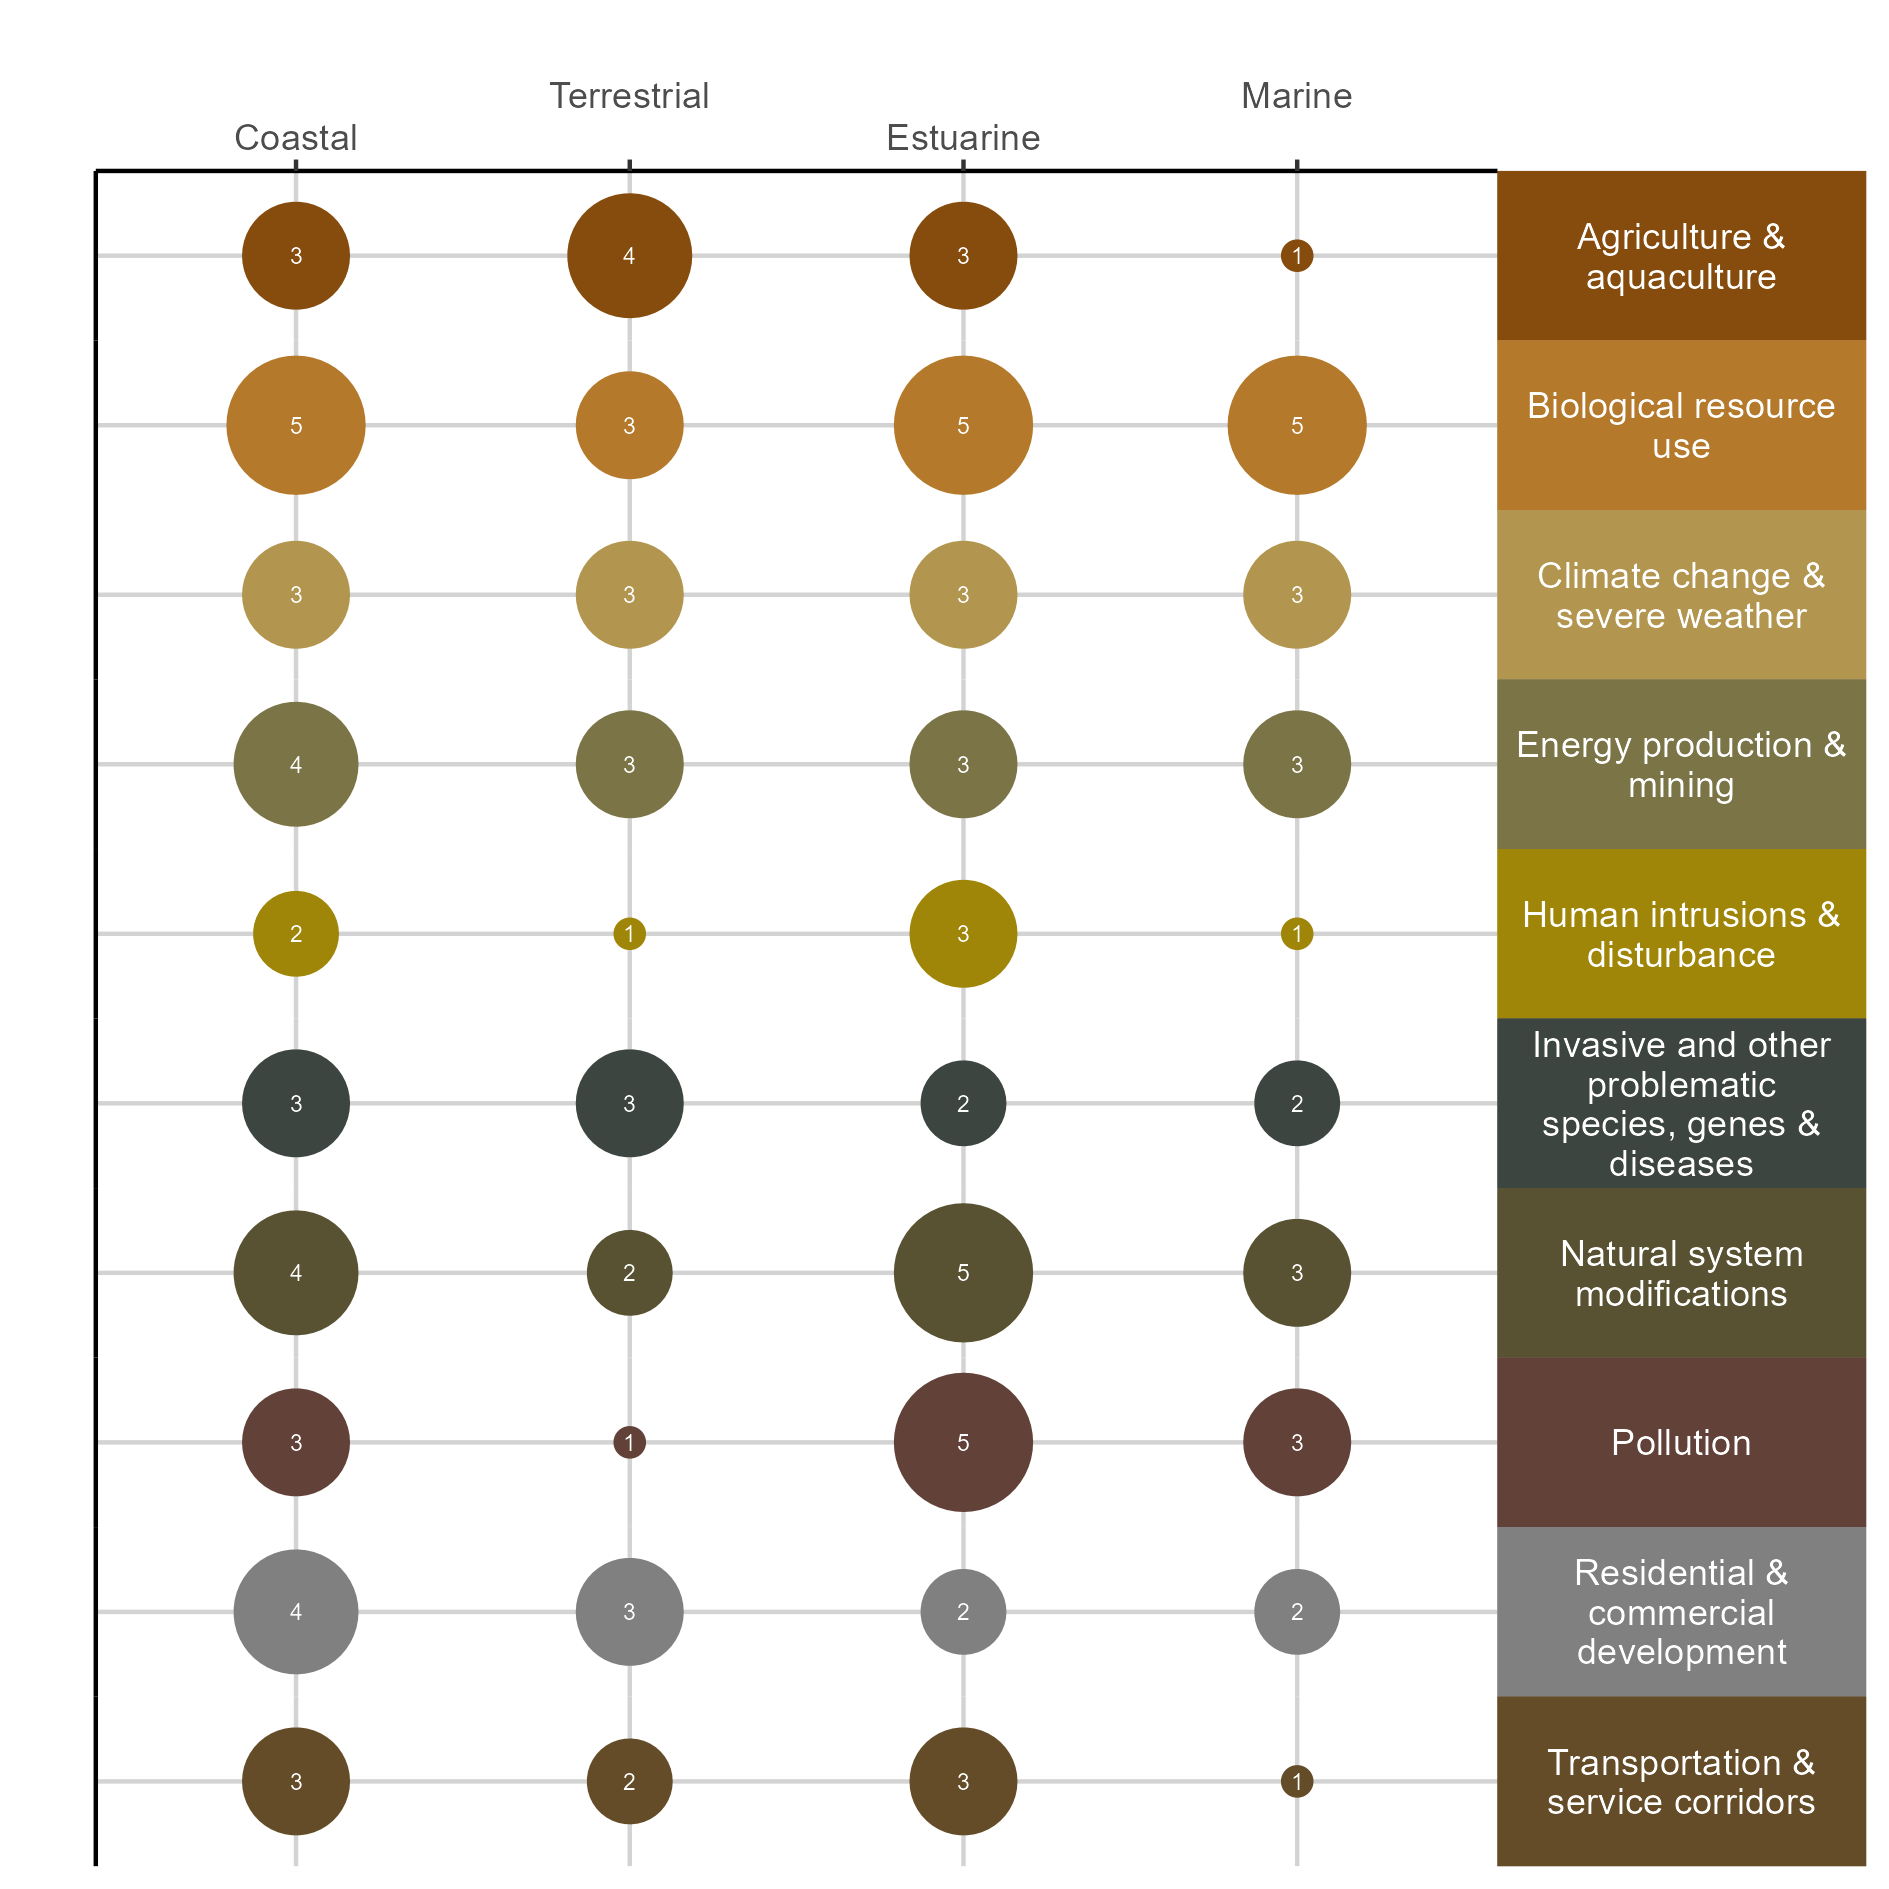 Terrestrial
Marine
Coastal
Estuarine
3
4
3
1
Agriculture &
aquaculture
5
3
5
5
Biological resource
use
3
3
3
3
Climate change &
severe weather
4
3
3
3
Energy production &
mining
2
1
3
1
Human intrusions &
disturbance
3
3
2
2
Invasive and other
problematic
species, genes &
diseases
4
2
5
3
Natural system
modifications
3
1
5
3
Pollution
4
3
2
2
Residential &
commercial
development
3
2
3
1
Transportation &
service corridors